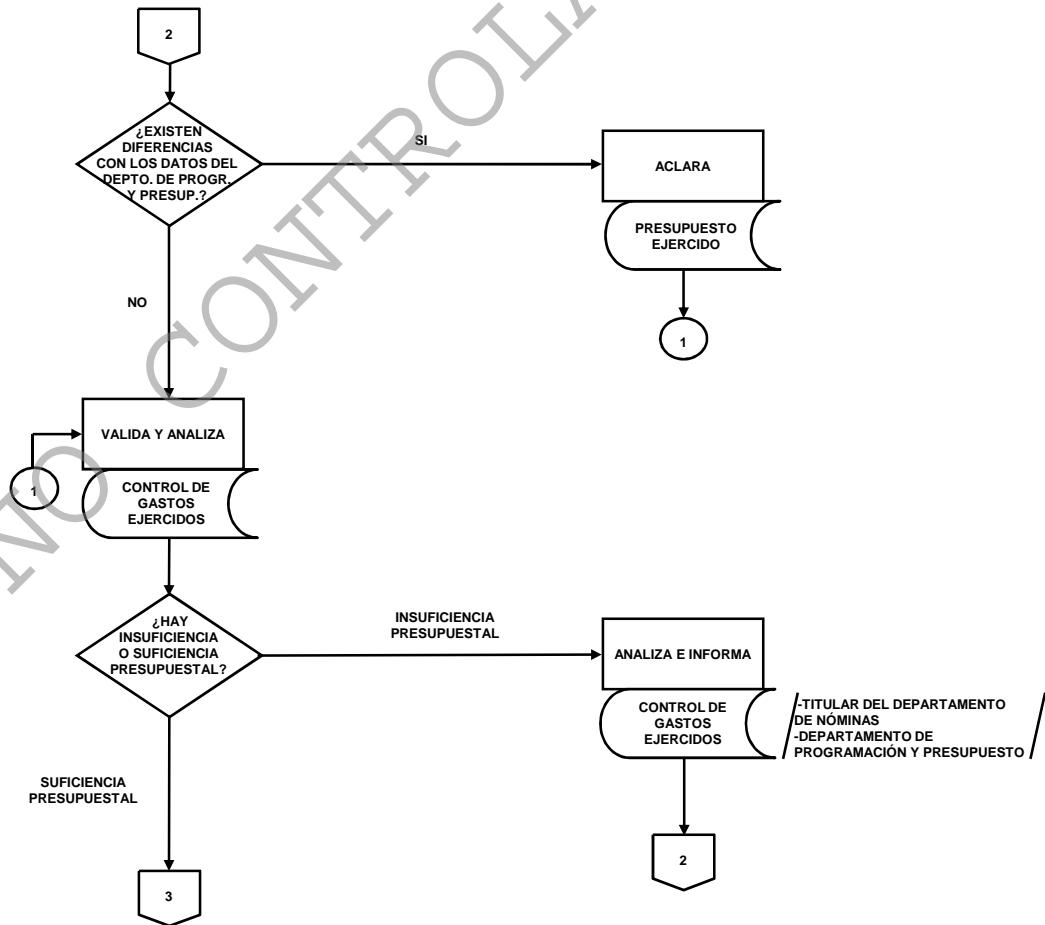 2
¿EXISTEN
DIFERENCIAS
CON LOS DATOS DEL
DEPTO. DE PROGR.
Y PRESUP.?
SI
ACLARA
PRESUPUESTO
EJERCIDO
1
NO
VALIDA Y ANALIZA
1
CONTROL DE
GASTOS
EJERCIDOS
¿HAY
INSUFICIENCIA
O SUFICIENCIA
PRESUPUESTAL?
INSUFICIENCIA
PRESUPUESTAL
ANALIZA E INFORMA
CONTROL DE
GASTOS
EJERCIDOS
-TITULAR DEL DEPARTAMENTO
DE NÓMINAS
-DEPARTAMENTO DE
PROGRAMACIÓN Y PRESUPUESTO
SUFICIENCIA
PRESUPUESTAL
2
3
NO CONTROLA